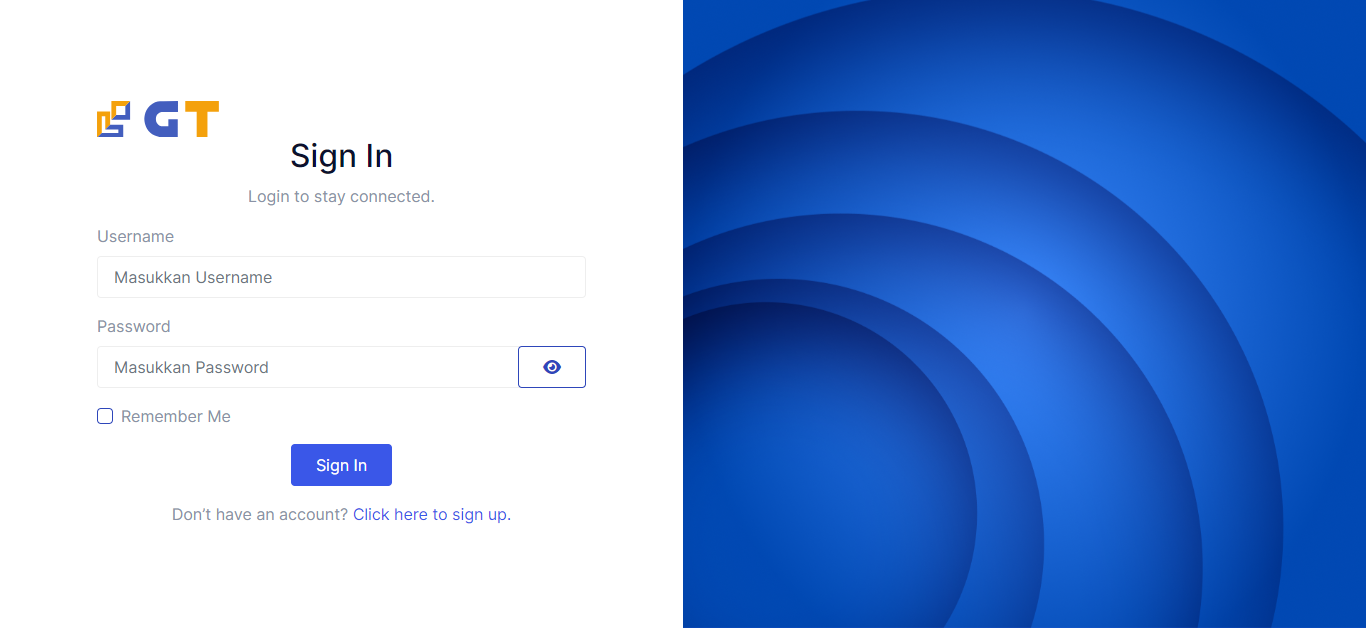 GT
Sign In
Login to stay connected.
Username
Masukkan Username
Password
Masukkan Password
Remember Me
Sign In
Don’t have an account? Click here to sign up.